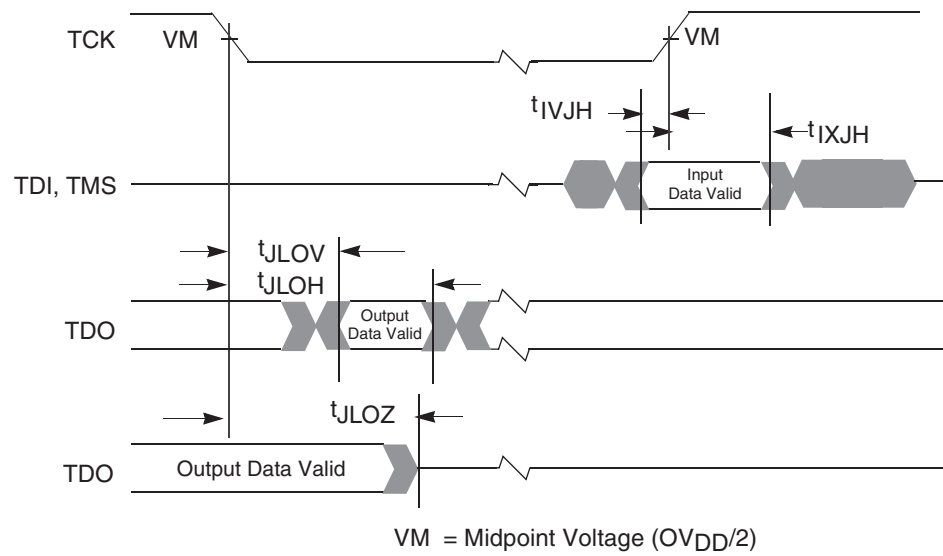 TCK VM VM
tIVJH
tIXJH
TDI, TMS
Input
Data Valid
tJLOV
tJLOH
TDO
Output
Data Valid
tJLOZ
TDO
Output Data Valid
VM = Midpoint Voltage (OVDD/2)